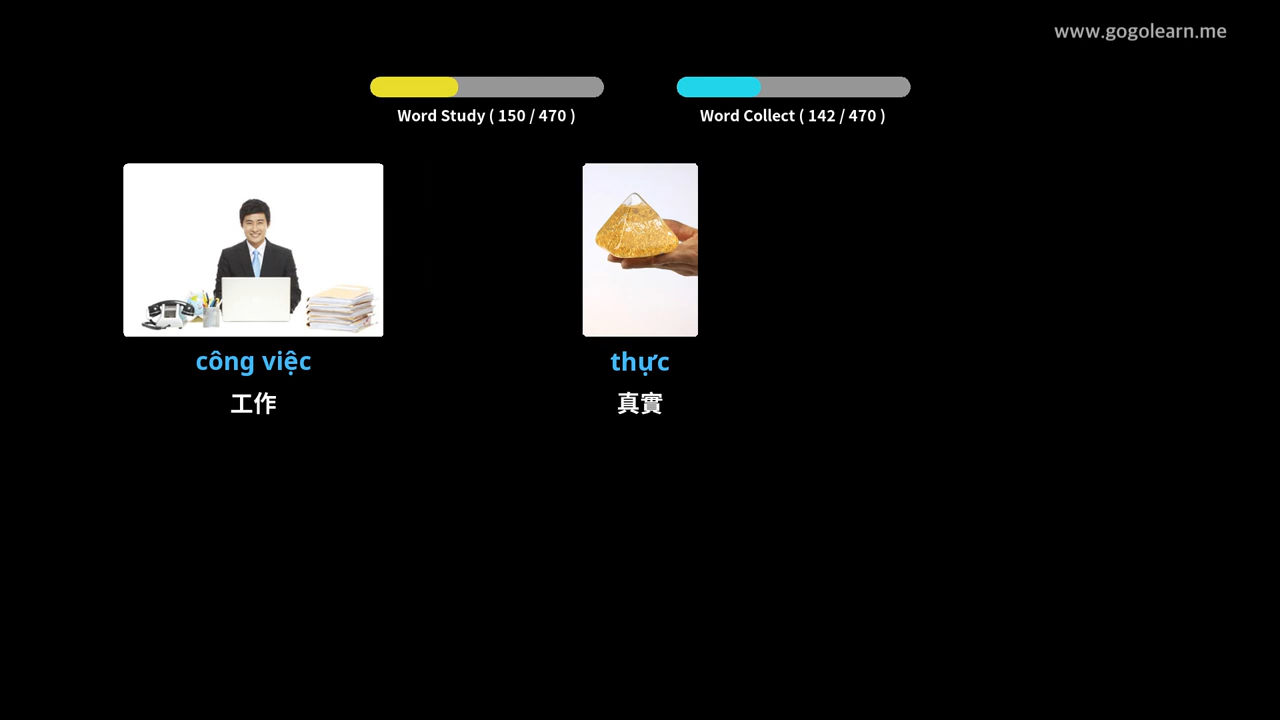 www.gogolearn.me
Word Study ( 150 / 470 )
Word Collect ( 142 / 470 )
công việc
工作
thực
真實